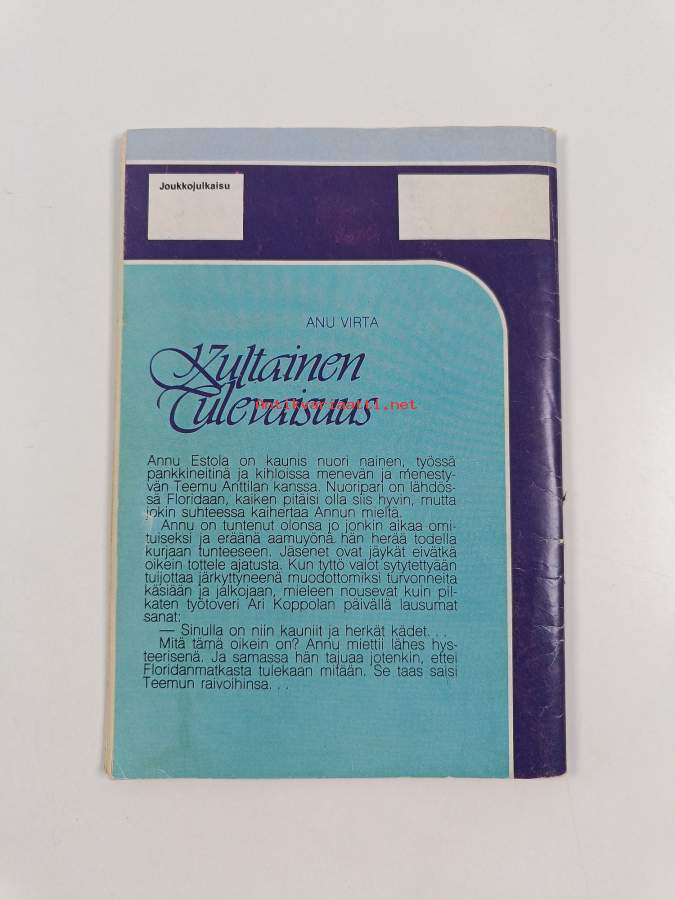 Joukkojulkaisu
ANU VIRTA
Kultainen
Tulevaisuus
Antikvariaatti.net
Annu Estola on kaunis nuori nainen, työssä
pankkineitinä ja kihloissa menevän ja menesty-
vän Teemu Anttilan kanssa. Nuoripari on lähdös-
sä Floridaan, kaiken pitäisi olla siis hyvin, mutta
jokin suhteessa kaihertaa Annun mieltä.
Annu on tuntenut olonsa jo jonkin aikaa omi-
tuiseksi ja eräänä aamuyönä hän herää todella
kurjaan tunteeseen. Jäsenet ovat jäykät eivätkä
oikein tottele ajatusta. Kun tyttö valot sytytettyään
tuijottaa järkyttyneenä muodottomiksi turvonneita
käsiään ja jalkojaan, mieleen nousevat kuin pil-
katen työtoveri Ari Koppolan päivällä lausumat
sanat:
— Sinulla on niin kauniit ja herkät kädet. . .
Mitä tämä oikein on? Annu miettii lähes hys-
teerisenä. Ja samassa hän tajuaa jotenkin, ettei
Floridanmatkasta tulekaan mitään. Se taas saisi
Teemun raivoihinsa. . .